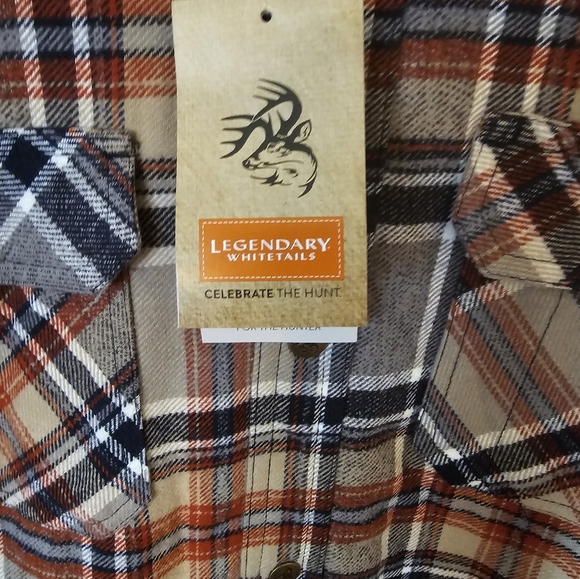 LEGENDARY
WHITETAILS
CELEBRATE THE HUNT.
FOR THE HUNTER